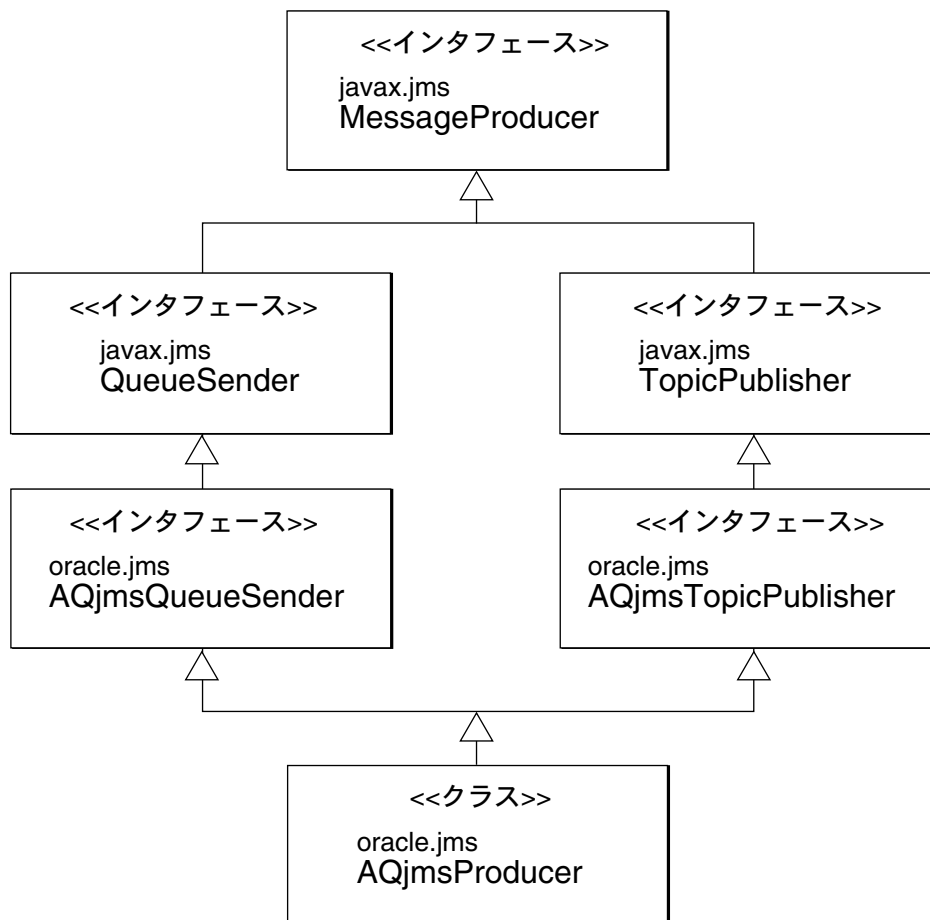 <<インタフェース>>
javax.jms
MessageProducer
<<インタフェース>>
javax.jms
QueueSender
<<インタフェース>>
javax.jms
TopicPublisher
<<インタフェース>>
oracle.jms
AQjmsQueueSender
<<インタフェース>>
oracle.jms
AQjmsTopicPublisher
<<クラス>>
oracle.jms
AQjmsProducer